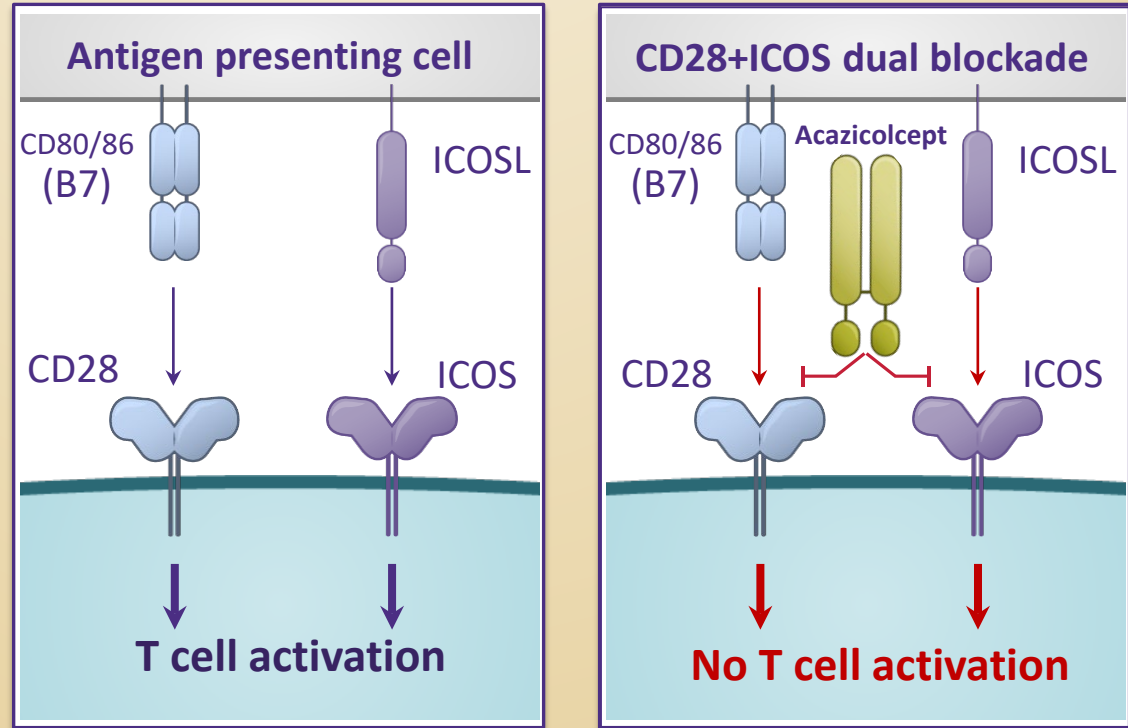 Antigen presenting cell
CD80/86
(B7)
ICOSL
CD28
ICOS
T cell activation
CD28+ICOS dual blockade
CD80/86
(B7)
Acazicolcept
ICOSL
CD28
ICOS
No T cell activation